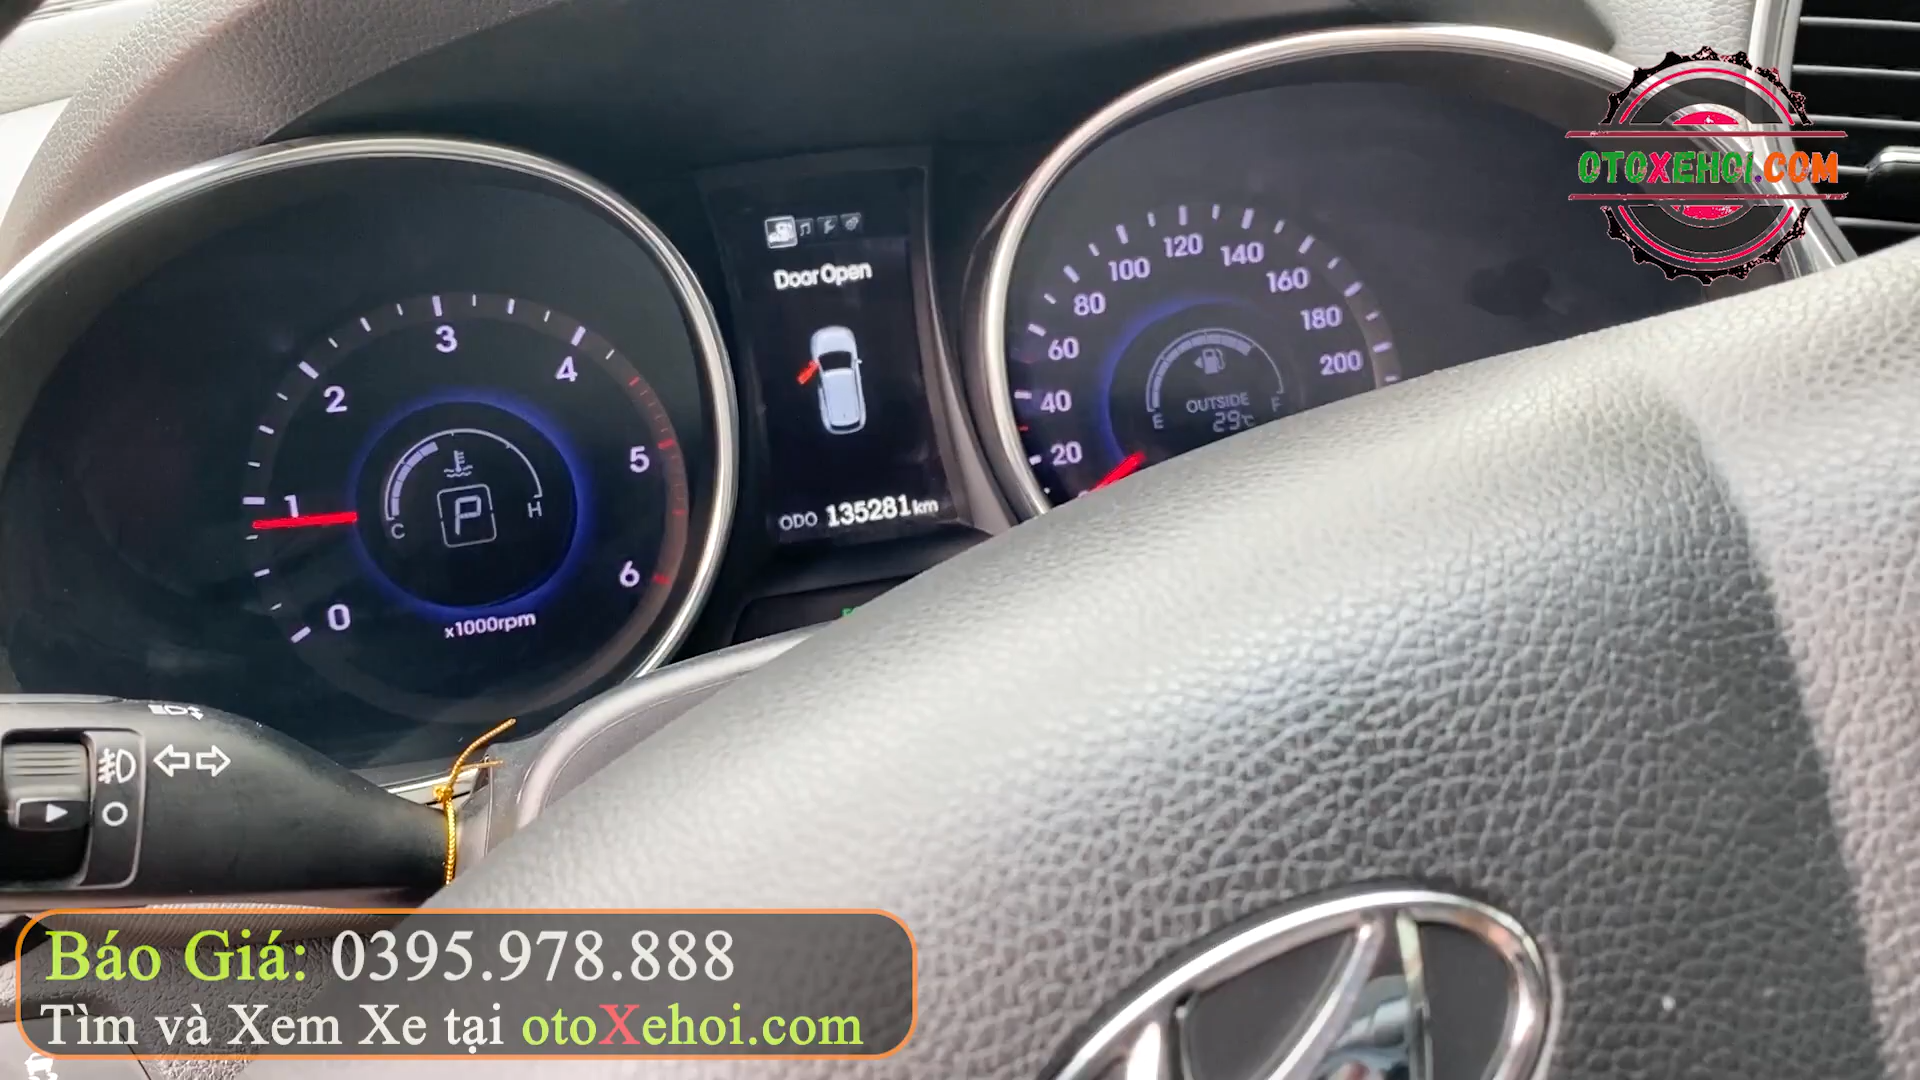 OTOXEHOI.COM
Door Open
ODO 135281 km
0
1
2
3
4
5
6
x1000rpm
C
H
P
20
40
60
80
100
120
140
160
180
200
E
F
OUTSIDE
29°C
Báo Giá: 0395.978.888
Tìm và Xem Xe tại otoXehoi.com